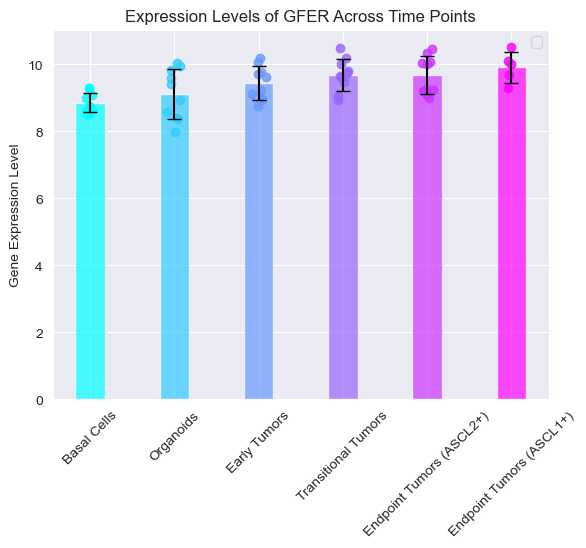 Expression Levels of GFER Across Time Points
Gene Expression Level
10
8
6
4
2
0
Basal Cells
Organoids
Early Tumors
Transitional Tumors
Endpoint Tumors (ASCL2+)
Endpoint Tumors (ASCL1+)